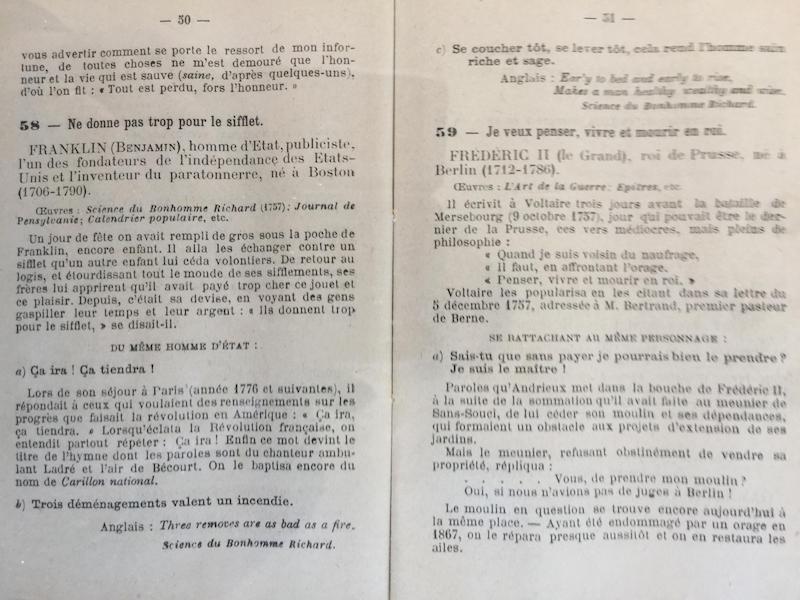 — 50 —
vous advertir comment se porte le ressort de mon infor-
tune, de toutes choses ne m'est demouré que l'hon-
neur et la vie qui est sauve (saine, d'après quelques-uns),
d'où l'on fit : « Tout est perdu, fors l'honneur. »
58 — Ne donne pas trop pour le sifflet.
FRANKLIN (BENJAMIN), homme d'Etat, publiciste,
l'un des fondateurs de l'indépendance des Etats-
Unis et l'inventeur du paratonnerre, né à Boston
(1706-1790).
Œuvres : Science du Bonhomme Richard (1757); Journal de
Pensylvanie; Calendrier populaire, etc.
Un jour de fête on avait rempli de gros sous la poche de
Franklin, encore enfant. Il alla les échanger contre un
sifflet qu'un autre enfant lui céda volontiers. De retour au
logis, et étourdissant tout le monde de ses sifflements, ses
frères lui apprirent qu'il avait payé trop cher ce jouet et
ce plaisir. Depuis, c'était sa devise, en voyant des gens
gaspiller leur temps et leur argent : « Ils donnent trop
pour le sifflet, » se disait-il.
DU MÊME HOMME D'ÉTAT :
a) Ça ira ! Ça tiendra !
Lors de son séjour à Paris (année 1776 et suivantes), il
répondait à ceux qui voulaient des renseignements sur les
progrès que faisait la révolution en Amérique : « Ça ira,
ça tiendra. » Lorsqu'éclata la Révolution française, on
entendit partout répéter : Ça ira ! Enfin ce mot devint le
titre de l'hymne dont les paroles sont du chanteur ambu-
lant Ladré et l'air de Bécourt. On le baptisa encore du
nom de Carillon national.
b) Trois déménagements valent un incendie.
Anglais : Three removes are as bad as a fire.
Science du Bonhomme Richard.
— 51 —
c) Se coucher tôt, se lever tôt, cela rend l'homme sain
riche et sage.
Anglais : Early to bed and early to rise,
Makes a man healthy wealthy and wise.
Science du Bonhomme Richard.
59 — Je veux penser, vivre et mourir en roi.
FRÉDÉRIC II (le Grand), roi de Prusse, né à
Berlin (1712-1786).
Œuvres : L'Art de la Guerre; Epîtres, etc.
Il écrivit à Voltaire trois jours avant la bataille de
Mersebourg (9 octobre 1757), jour qui pouvait être le der-
nier de la Prusse, ces vers médiocres, mais pleins de
philosophie :
« Quand je suis voisin du naufrage,
« Il faut, en affrontant l'orage,
« Penser, vivre et mourir en roi. »
Voltaire les popularisa en les citant dans sa lettre du
5 décembre 1757, adressée à M. Bertrand, premier pasteur
de Berne.
SE RATTACHANT AU MÊME PERSONNAGE :
a) Sais-tu que sans payer je pourrais bien le prendre ?
Je suis le maître !
Paroles qu'Andrieux met dans la bouche de Frédéric II,
à la suite de la sommation qu'il avait faite au meunier de
Sans-Souci, de lui céder son moulin et ses dépendances,
qui formaient un obstacle aux projets d'extension de ses
jardins.
Mais le meunier, refusant obstinément de vendre sa
propriété, répliqua :
. . . . . Vous, de prendre mon moulin ?
Oui, si nous n'avions pas de juges à Berlin !
Le moulin en question se trouve encore aujourd'hui à
la même place. — Ayant été endommagé par un orage en
1867, on le répara presque aussitôt et on en restaura les
ailes.